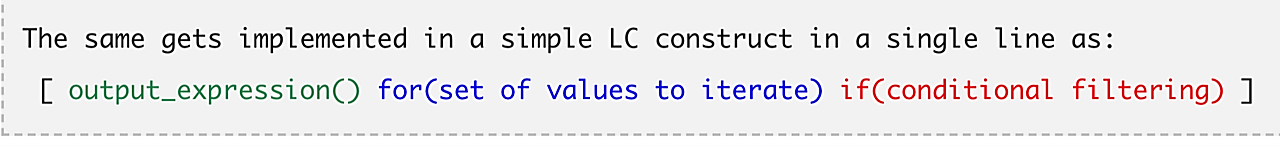 The same gets implemented in a simple LC construct in a single line as:
[ output_expression() for(set of values to iterate) if(conditional filtering) ]